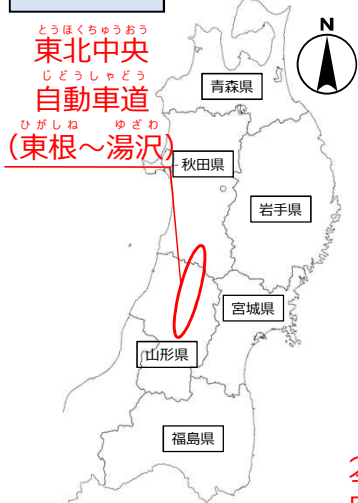 とうほくちゅうおう
東北中央
じどうしゃどう
自動車道
ひがしね ゆざわ
(東根～湯沢)
N
青森県
秋田県
岩手県
宮城県
山形県
福島県